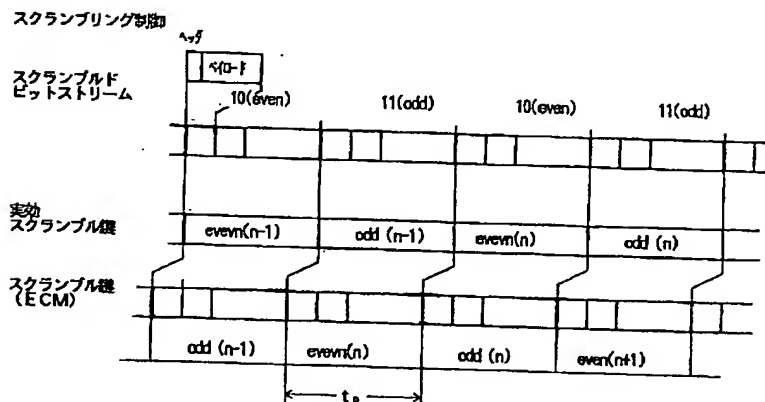 スクランブリング制御
ヘッダ
ペイロード
スクランブルド
ビットストリーム
10(even) 11(odd) 10(even) 11(odd)
実効
スクランブル鍵
evevn(n-1) odd (n-1) evevn(n) odd (n)
スクランブル鍵
(ECM)
odd (n-1) evevn(n) odd (n) even(n+1)